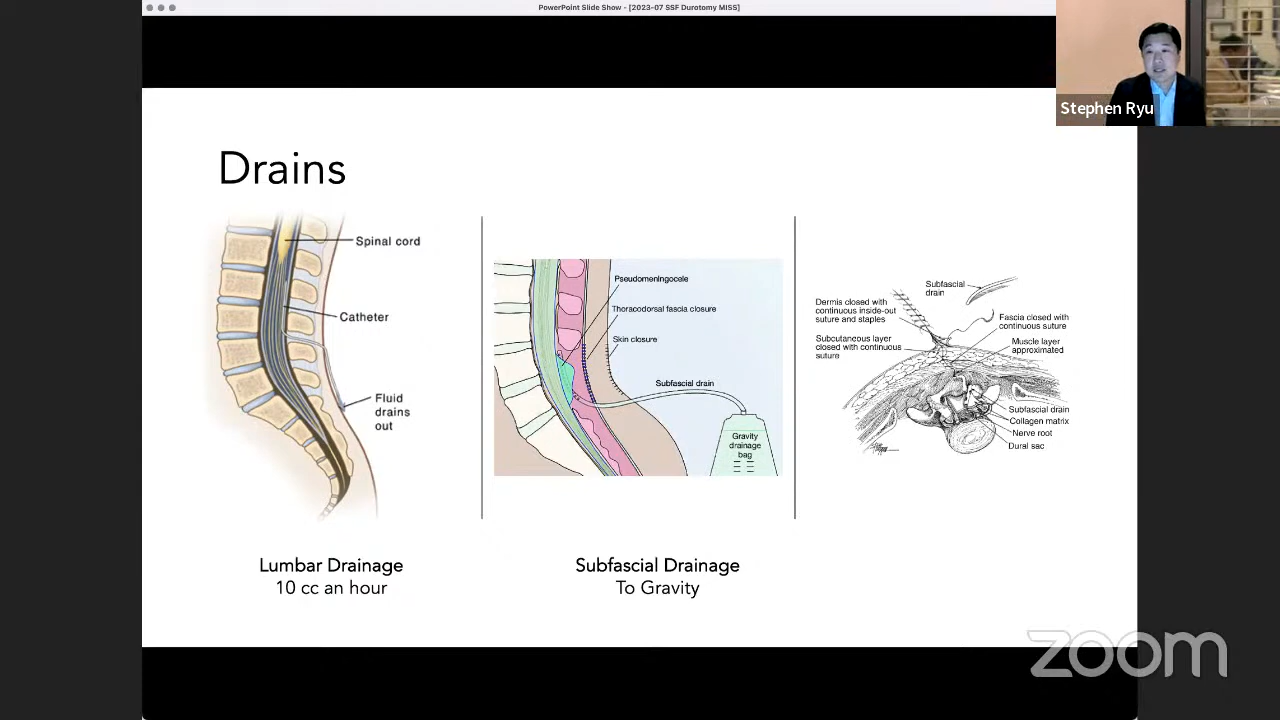 PowerPoint Slide Show - [2023-07 SSF Durotomy MISS]
Stephen Ryu
Drains
Spinal cord
Catheter
Fluid
drains
out
Pseudomeningocele
Thoracodorsal fascia closure
Skin closure
Subfascial drain
Gravity
drainage
bag
Subfascial
drain
Dermis closed with
continuous inside-out
suture and staples
Subcutaneous layer
closed with continuous
suture
Fascia closed with
continuous suture
Muscle layer
approximated
Subfascial drain
Collagen matrix
Nerve root
Dural sac
Lumbar Drainage
10 cc an hour
Subfascial Drainage
To Gravity
zoom